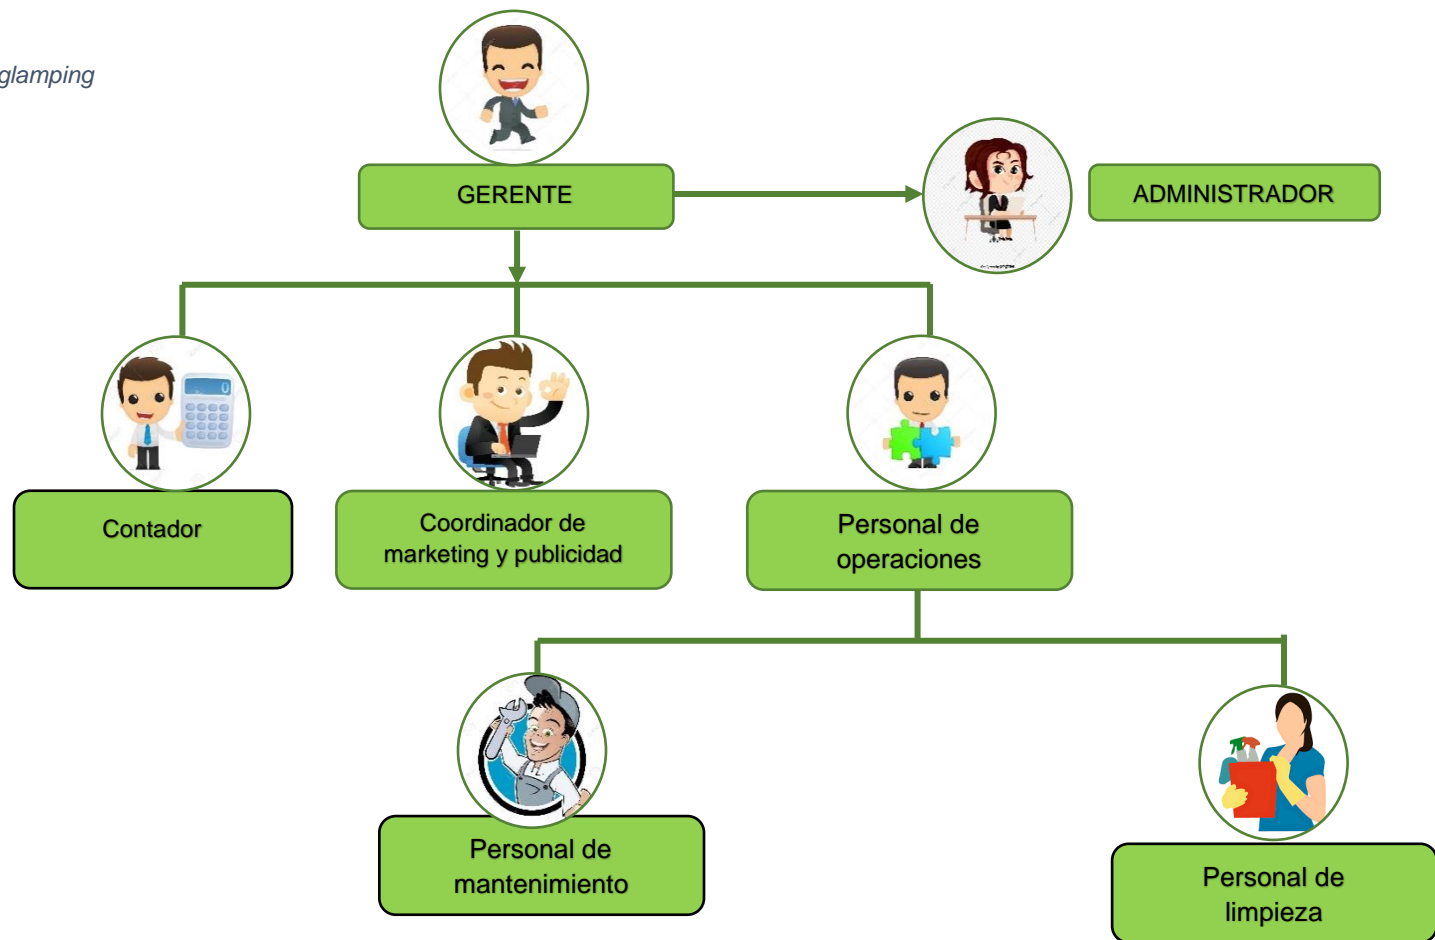 glamping
GERENTE
ADMINISTRADOR
Contador
Coordinador de
marketing y publicidad
Personal de
operaciones
Personal de
mantenimiento
Personal de
limpieza